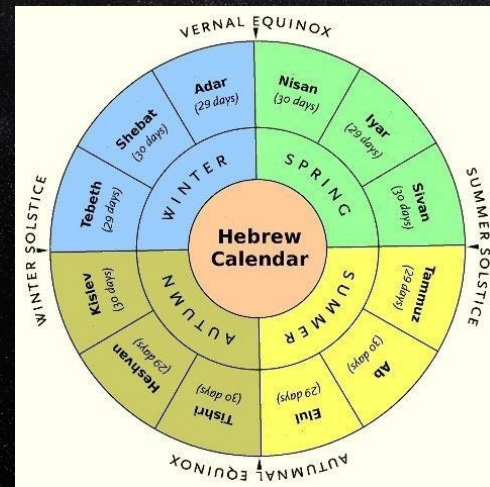 VERNAL EQUINOX
Nisan
(30 days)
Iyar
(29 days)
Sivan
(30 days)
SUMMER SOLSTICE
Tammuz
(29 days)
Ab
(30 days)
Elul
(29 days)
AUTUMNAL EQUINOX
Tishri
(30 days)
Heshvan
(29 days)
Kislev
(30 days)
WINTER SOLSTICE
Tebeth
(29 days)
Shebat
(30 days)
Adar
(29 days)
WINTER
SPRING
SUMMER
AUTUMN
Hebrew
Calendar